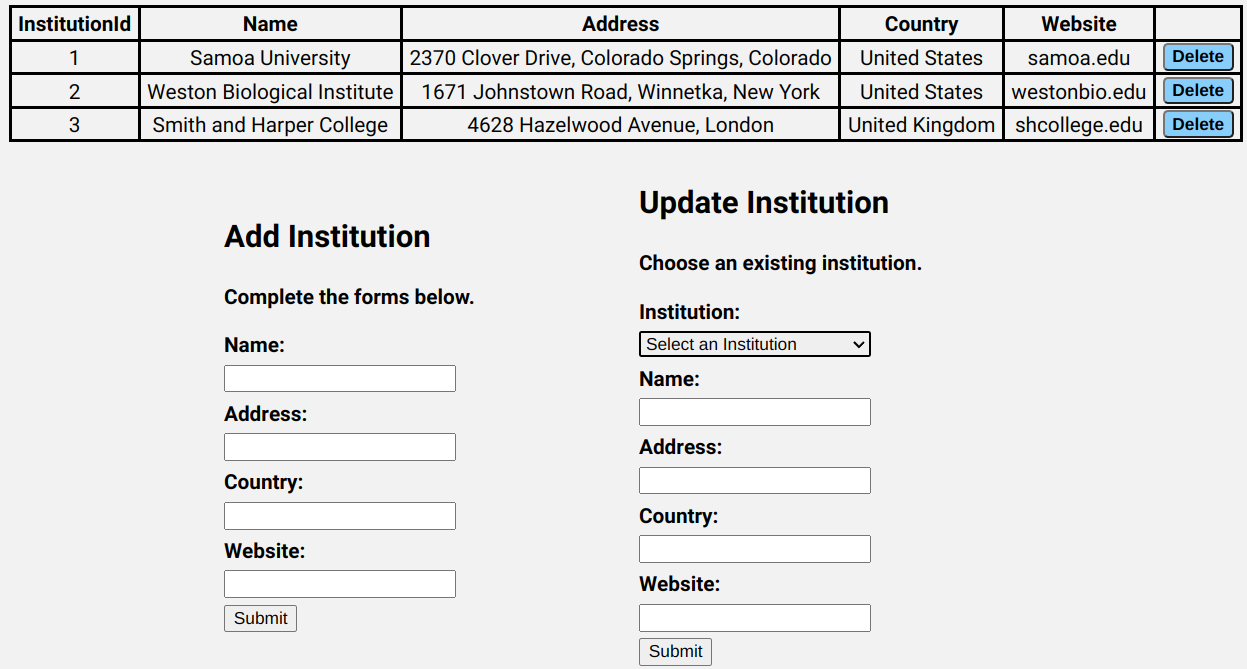 InstitutionId Name Address Country Website
1 Samoa University 2370 Clover Drive, Colorado Springs, Colorado United States samoa.edu Delete
2 Weston Biological Institute 1671 Johnstown Road, Winnetka, New York United States westonbio.edu Delete
3 Smith and Harper College 4628 Hazelwood Avenue, London United Kingdom shcollege.edu Delete
Add Institution
Complete the forms below.
Name:
Address:
Country:
Website:
Submit
Update Institution
Choose an existing institution.
Institution:
Select an Institution
Name:
Address:
Country:
Website:
Submit